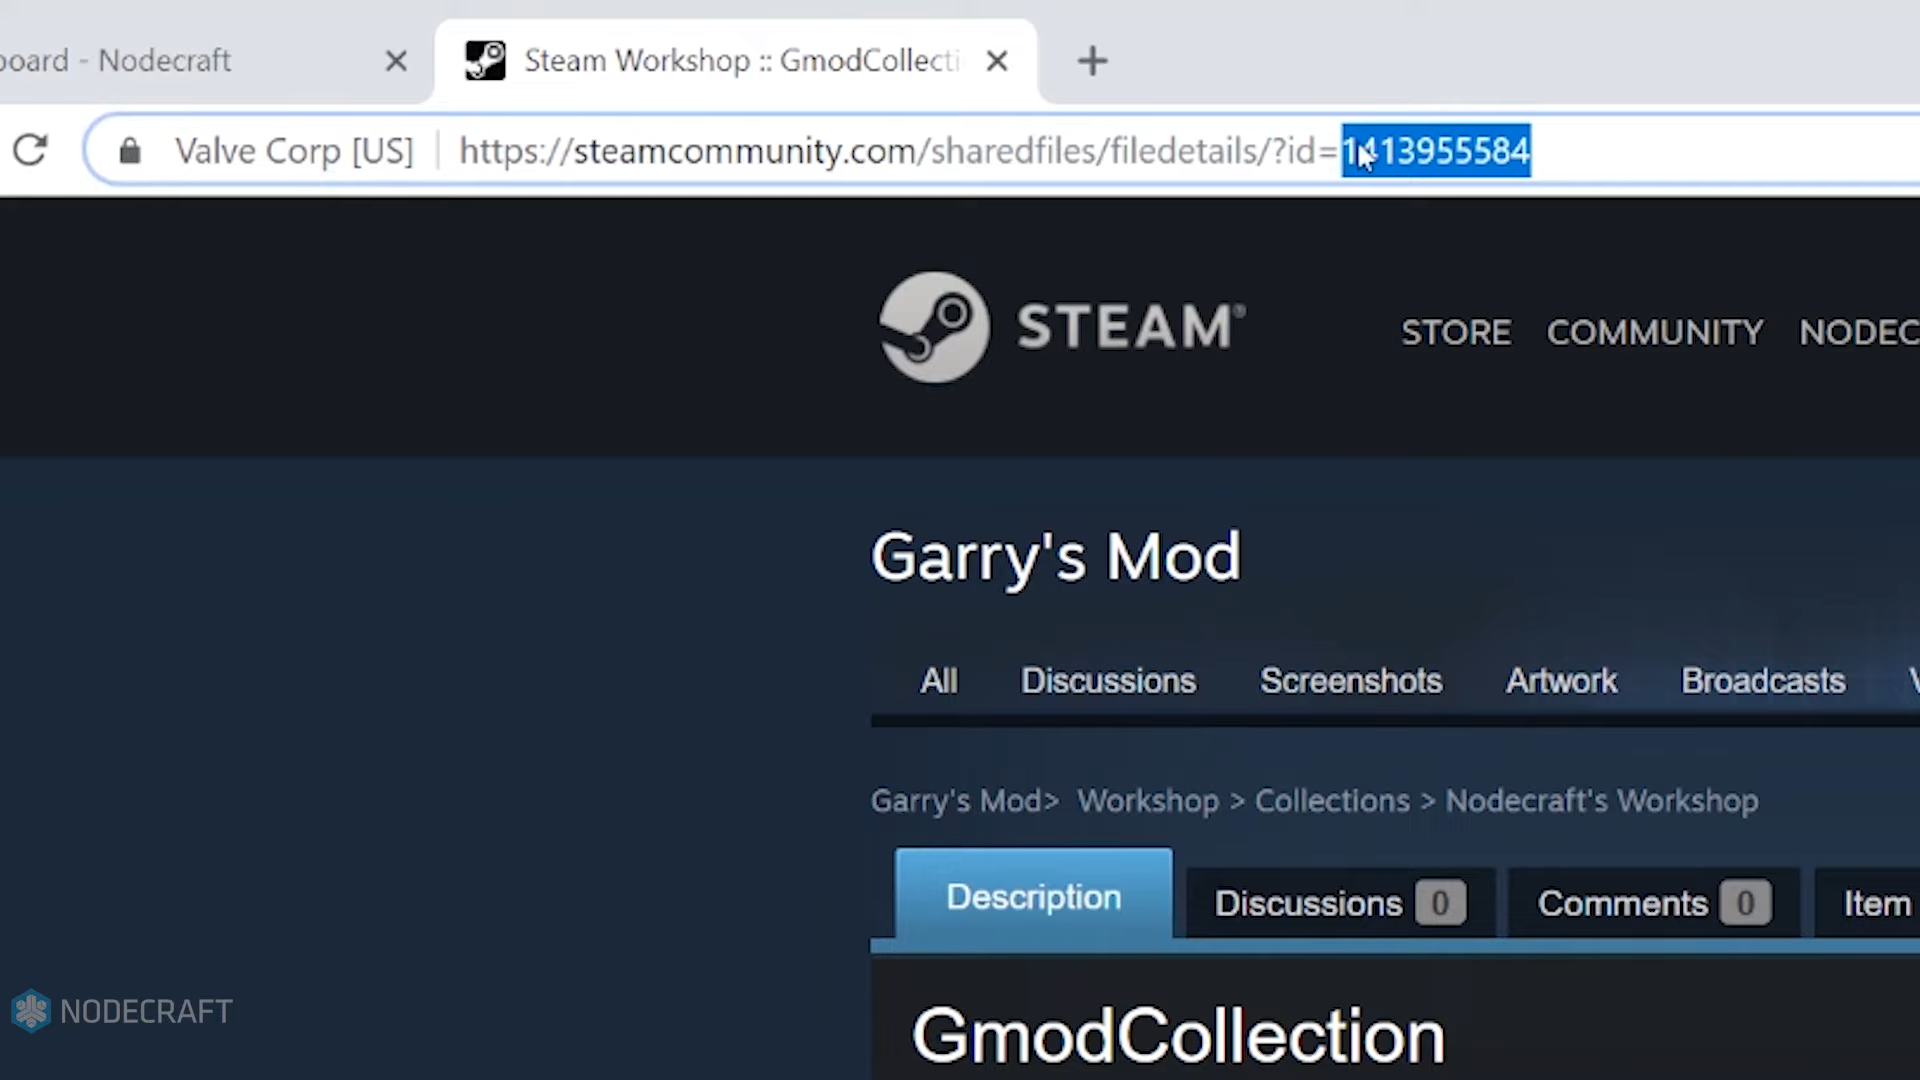 board - Nodecraft
Steam Workshop :: GmodCollecti
Valve Corp [US] https://steamcommunity.com/sharedfiles/filedetails/?id=1413955584
STEAM®
STORE COMMUNITY NODEC
Garry's Mod
All Discussions Screenshots Artwork Broadcasts
Garry's Mod> Workshop > Collections > Nodecraft's Workshop
Description Discussions 0 Comments 0 Item
GmodCollection
NODECRAFT